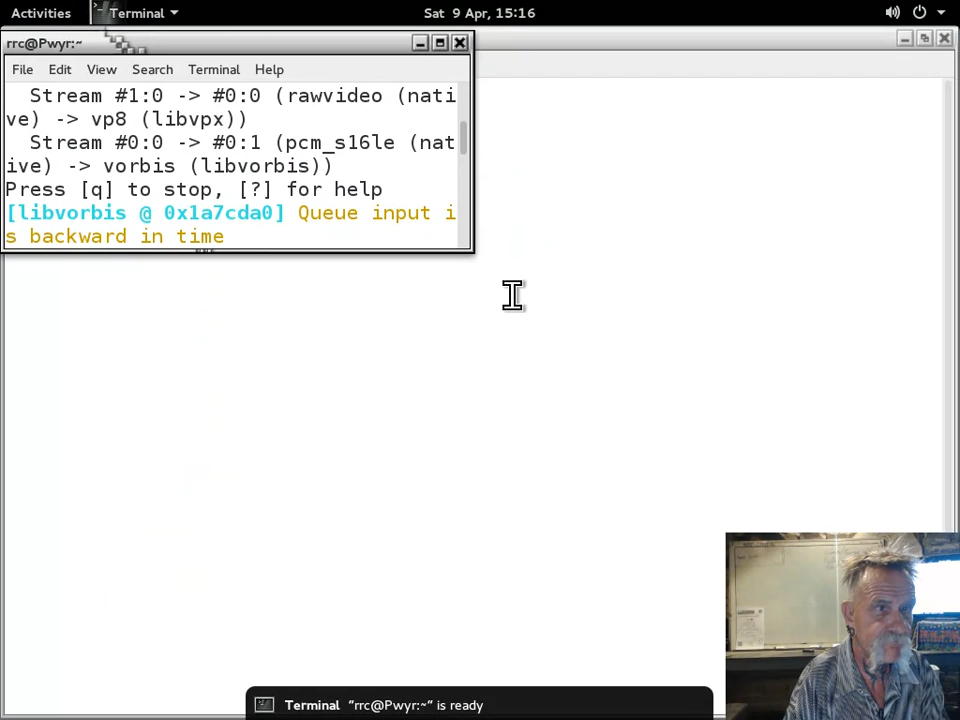 Activities
Terminal
Sat 9 Apr, 15:16
rrc@Pwyr:~
File Edit View Search Terminal Help
Stream #1:0 -> #0:0 (rawvideo (nati
ve) -> vp8 (libvpx))
Stream #0:0 -> #0:1 (pcm_s16le (nat
ive) -> vorbis (libvorbis))
Press [q] to stop, [?] for help
[libvorbis @ 0x1a7cda0] Queue input i
s backward in time
Terminal "rrc@Pwyr:~" is ready